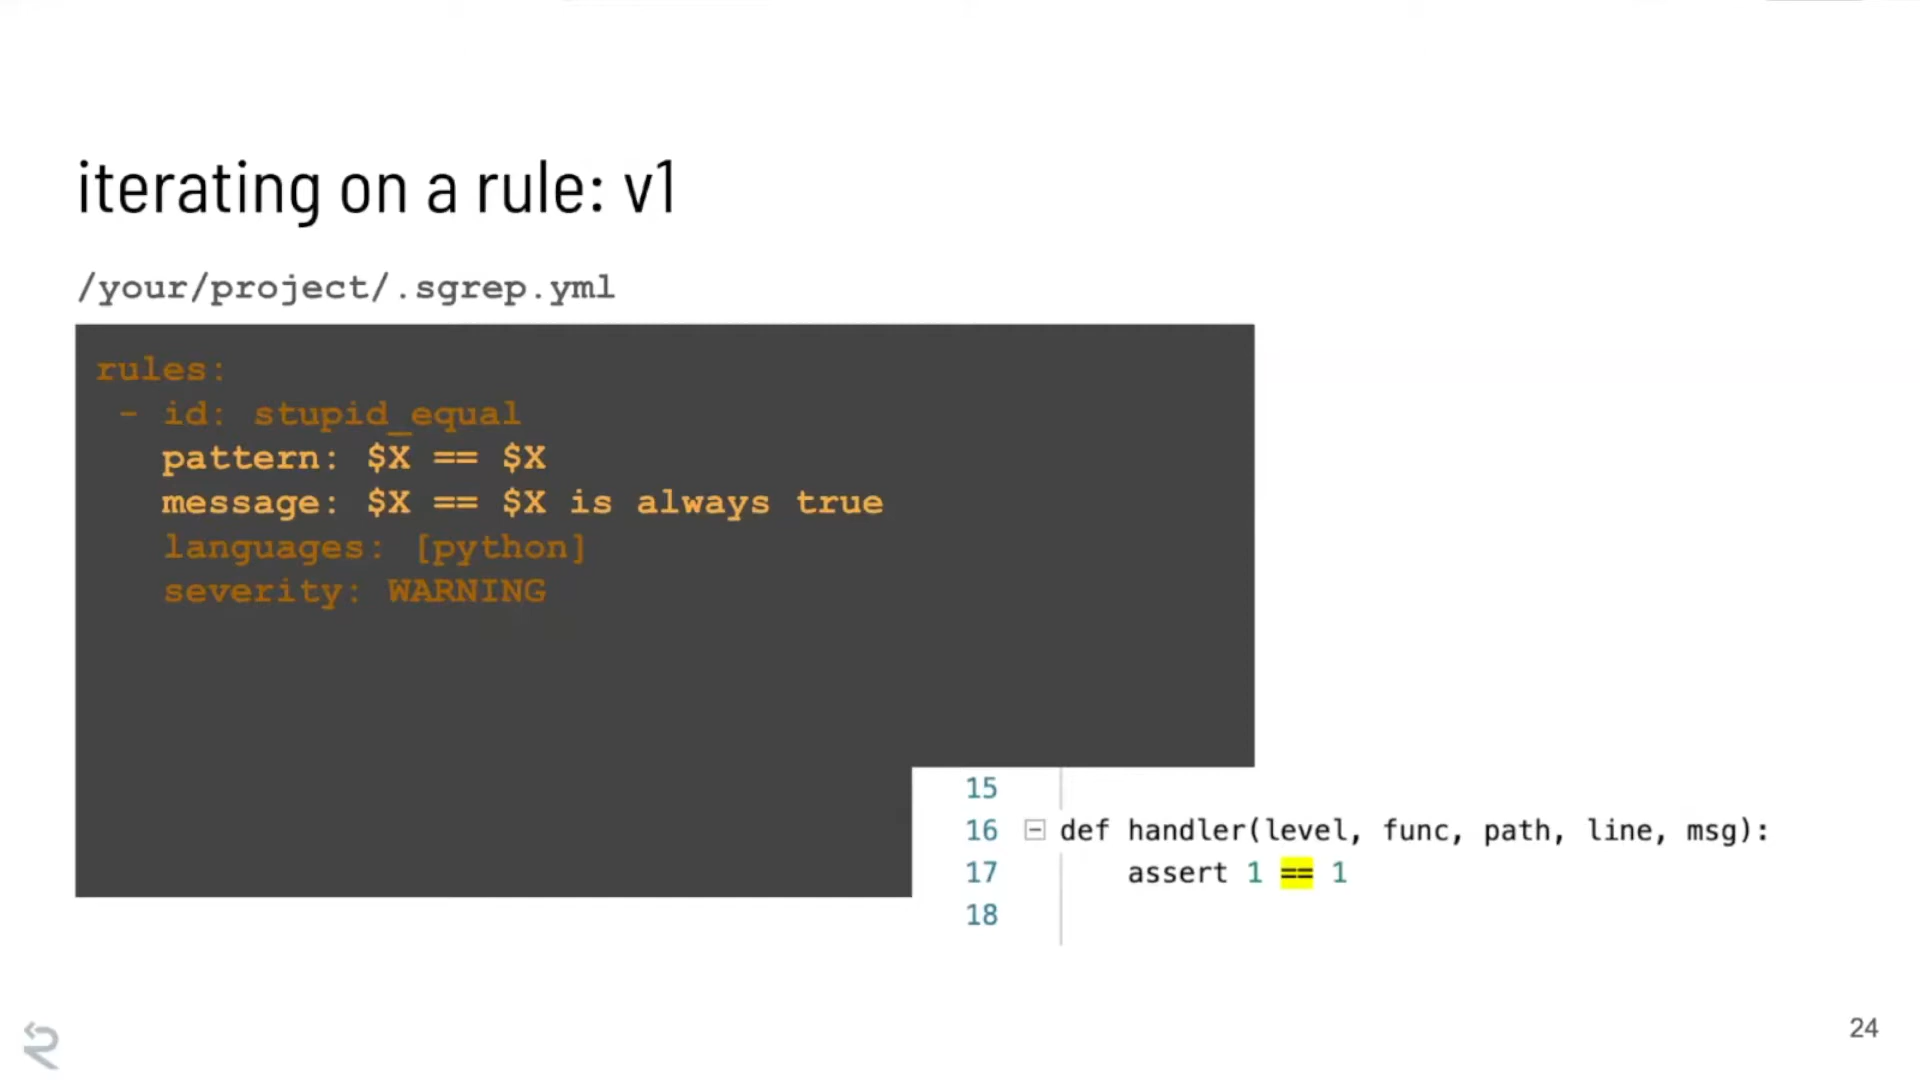 iterating on a rule: v1
/your/project/.sgrep.yml
rules:
 - id: stupid_equal
   pattern: $X == $X
   message: $X == $X is always true
   languages: [python]
   severity: WARNING
15
16 def handler(level, func, path, line, msg):
17     assert 1 == 1
18
24